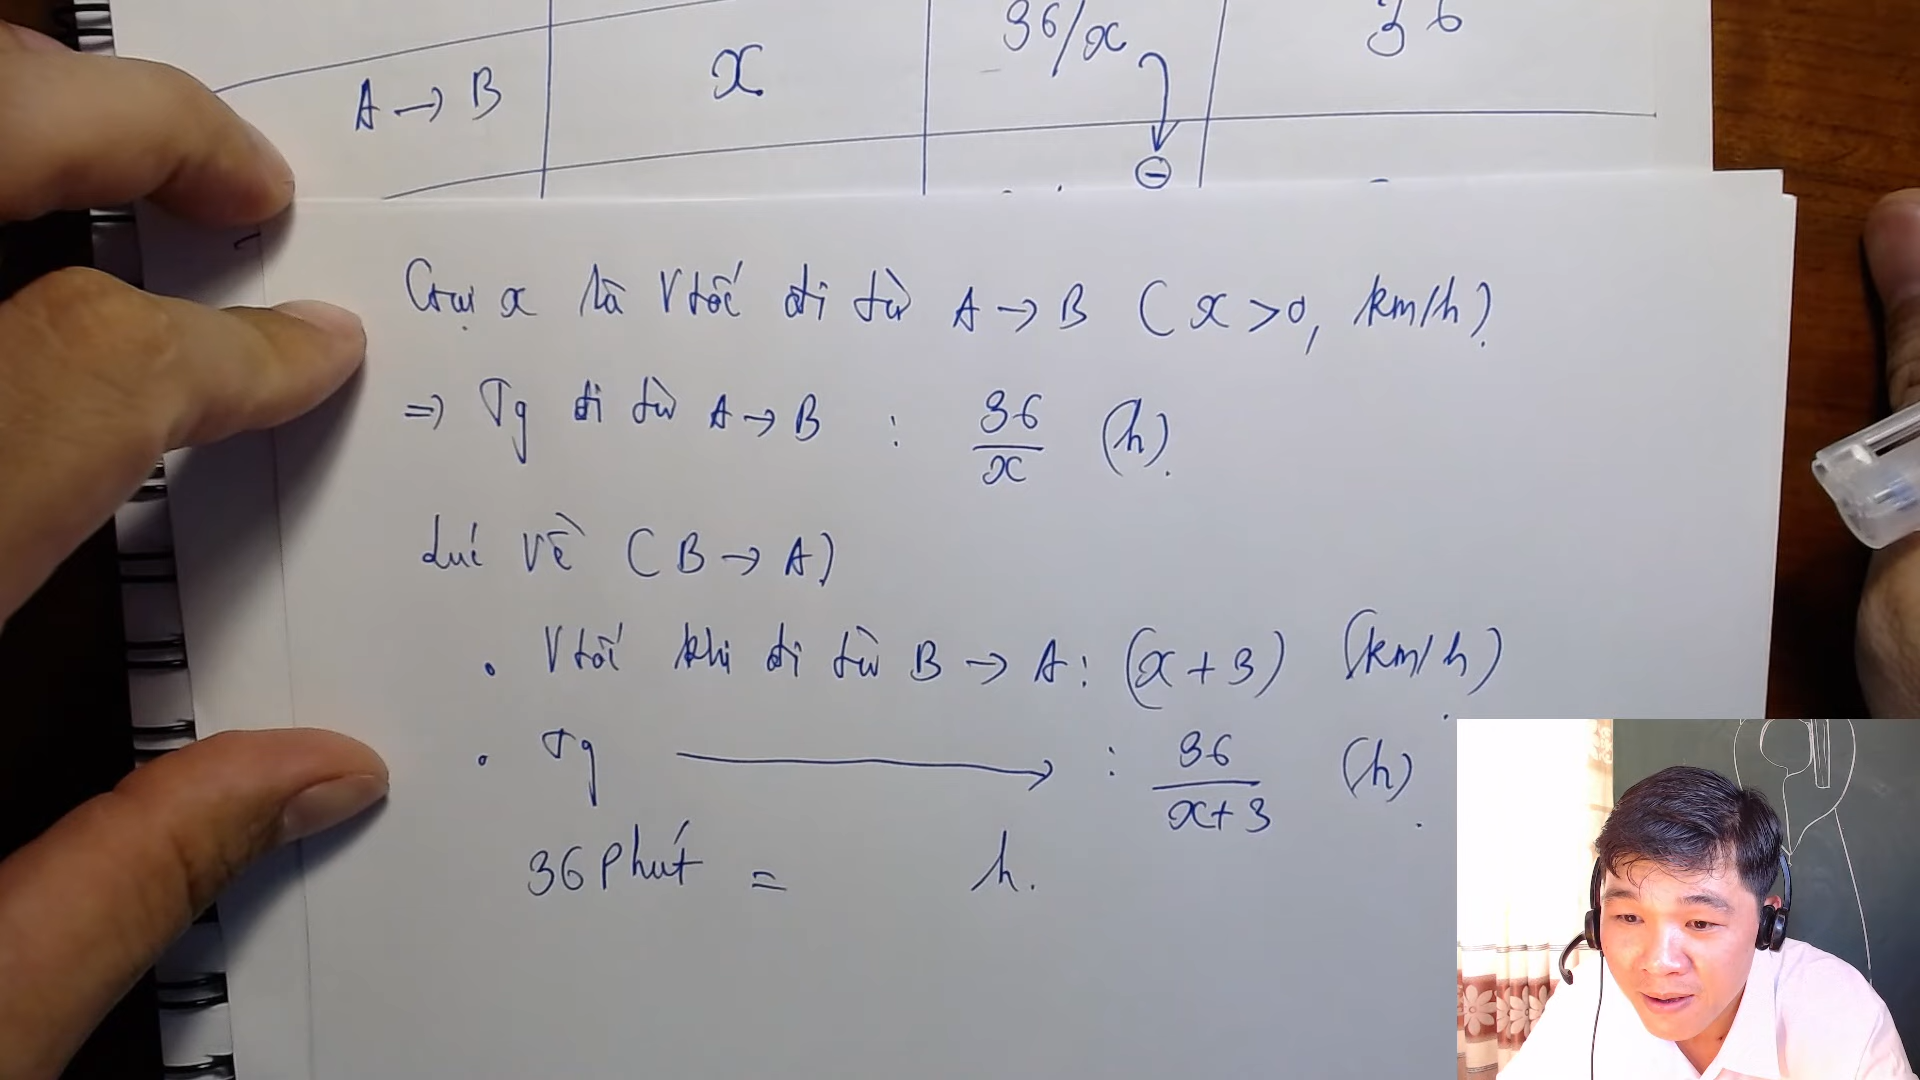 A → B x 36/x 36
⊖
Gọi x là Vtốc đi từ A → B (x > 0, km/h).
=> Tg đi từ A → B : 36/x (h).
Lúc về (B → A)
• Vtốc khi đi từ B → A : (x + 3) (km/h).
• Tg ⟶ : 36/x+3 (h).
36 phút = h.